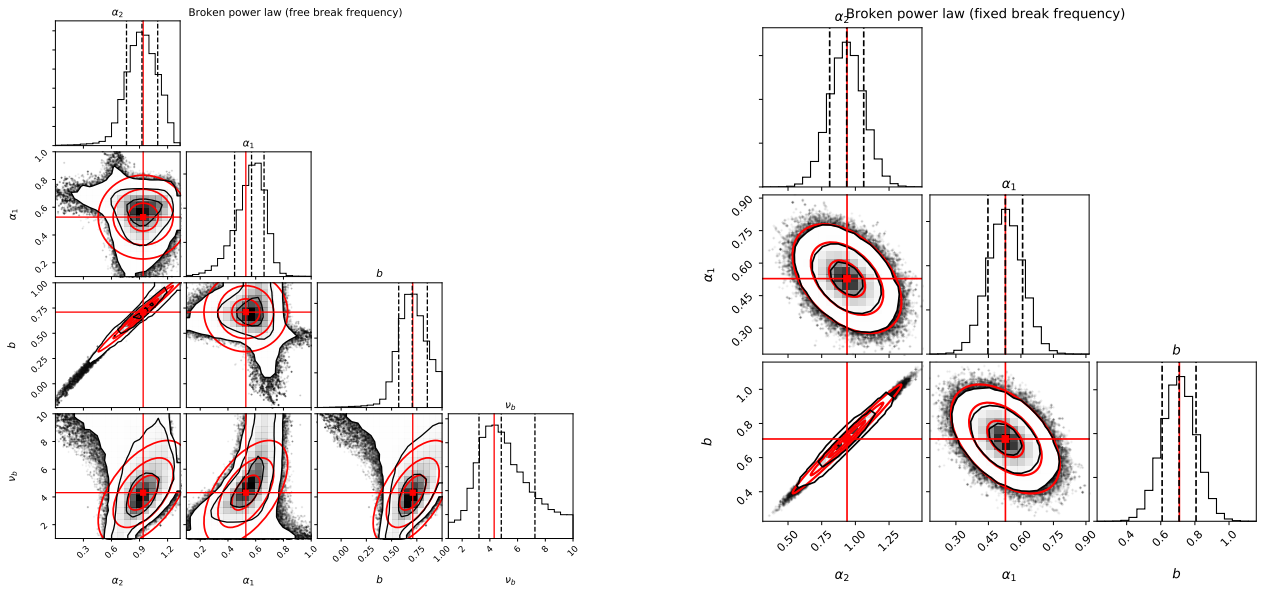 α₂ Broken power law (free break frequency)
α₁
1.0
0.8
0.6
0.4
0.2
α₁
b
1.00
0.75
0.50
0.25
0.00
b
ν_b
10
8
6
4
2
ν_b
0.3 0.6 0.9 1.2
0.2 0.4 0.6 0.8 1.0
0.00 0.25 0.50 0.75 1.00
2 4 6 8 10
α₂ α₁ b ν_b
α₂ Broken power law (fixed break frequency)
α₁
0.90
0.75
0.60
0.45
0.30
α₁
b
1.0
0.8
0.6
0.4
b
0.50 0.75 1.00 1.25
0.30 0.45 0.60 0.75 0.90
0.4 0.6 0.8 1.0
α₂ α₁ b